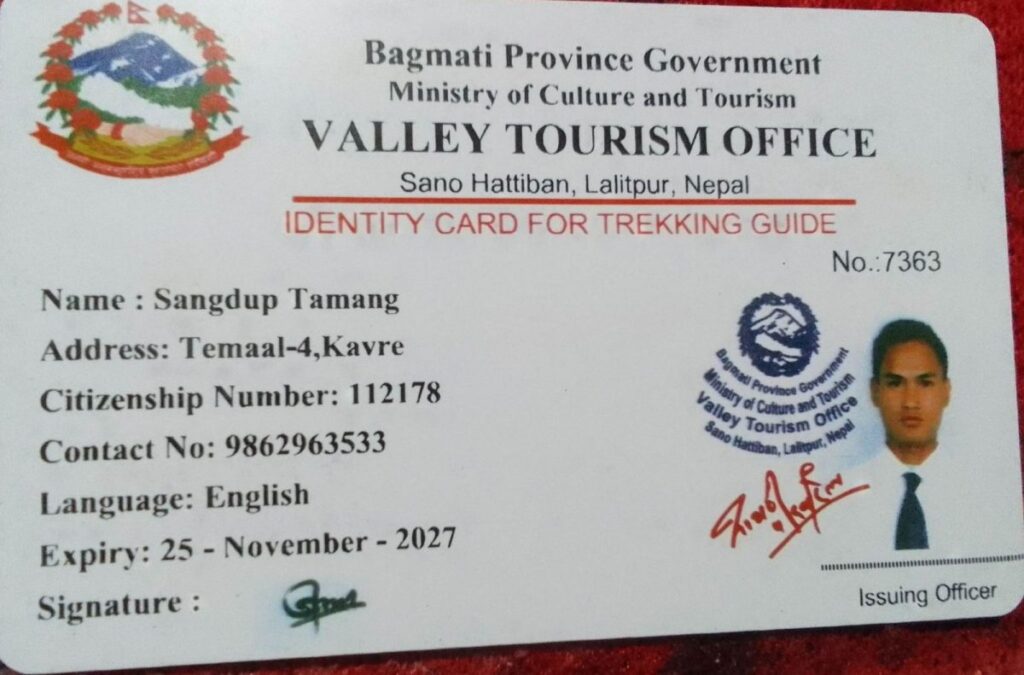 Bagmati Province Government
Ministry of Culture and Tourism
VALLEY TOURISM OFFICE
Sano Hattiban, Lalitpur, Nepal
IDENTITY CARD FOR TREKKING GUIDE
No.:7363
Name : Sangdup Tamang
Address: Temaal-4,Kavre
Citizenship Number: 112178
Contact No: 9862963533
Language: English
Expiry: 25 - November - 2027
Signature :
Bagmati Province Government
Ministry of Culture and Tourism
Valley Tourism Office
Sano Hattiban, Lalitpur, Nepal
Issuing Officer